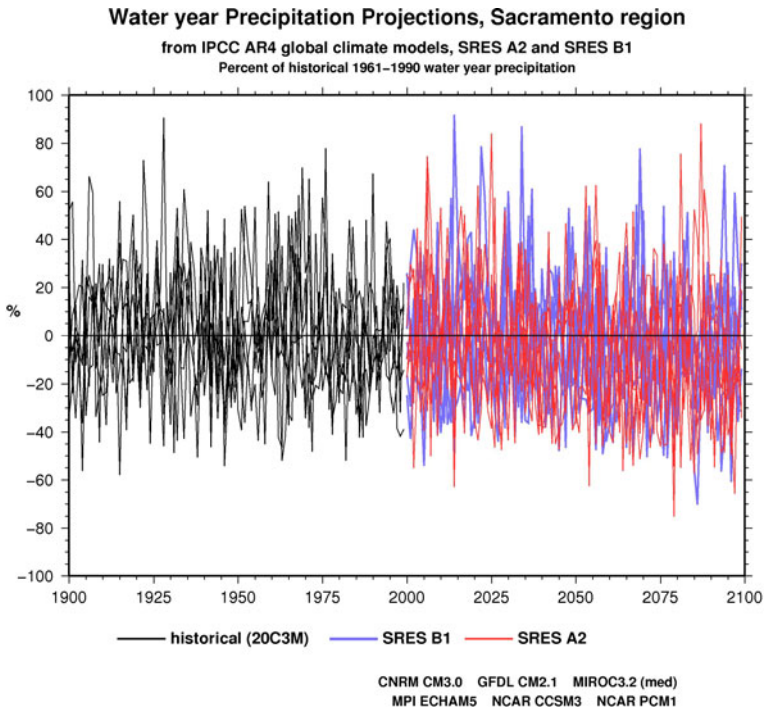 Water year Precipitation Projections, Sacramento region
from IPCC AR4 global climate models, SRES A2 and SRES B1
Percent of historical 1961−1990 water year precipitation
100
80
60
40
20
%
0
−20
−40
−60
−80
−100
1900 1925 1950 1975 2000 2025 2050 2075 2100
historical (20C3M) SRES B1 SRES A2
CNRM CM3.0 GFDL CM2.1 MIROC3.2 (med)
MPI ECHAM5 NCAR CCSM3 NCAR PCM1